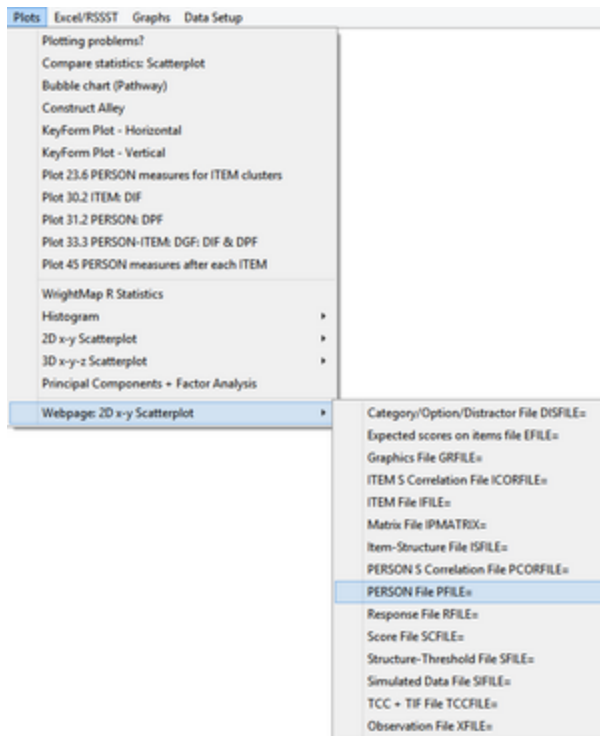 Plots Excel/RSSST Graphs Data Setup
Plotting problems?
Compare statistics: Scatterplot
Bubble chart (Pathway)
Construct Alley
KeyForm Plot - Horizontal
KeyForm Plot - Vertical
Plot 23.6 PERSON measures for ITEM clusters
Plot 30.2 ITEM: DIF
Plot 31.2 PERSON: DPF
Plot 33.3 PERSON-ITEM: DGF: DIF & DPF
Plot 45 PERSON measures after each ITEM
WrightMap R Statistics
Histogram
2D x-y Scatterplot
3D x-y-z Scatterplot
Principal Components + Factor Analysis
Webpage: 2D x-y Scatterplot
Category/Option/Distractor File DISFILE=
Expected scores on items file EFILE=
Graphics File GRFILE=
ITEM S Correlation File ICORFILE=
ITEM File IFILE=
Matrix File IPMATRIX=
Item-Structure File ISFILE=
PERSON S Correlation File PCORFILE=
PERSON File PFILE=
Response File RFILE=
Score File SCFILE=
Structure-Threshold File SFILE=
Simulated Data File SIFILE=
TCC + TIF File TCCFILE=
Observation File XFILE=